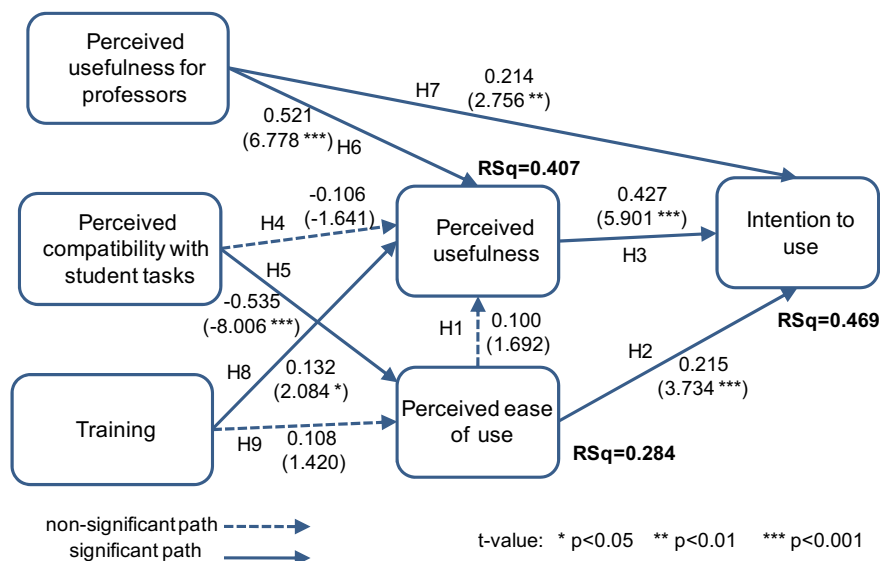 Perceived
usefulness for
professors
H7
0.214
(2.756 **)
0.521
(6.778 ***)
H6
RSq=0.407
-0.106
(-1.641)
H4
Perceived
compatibility with
student tasks
H5
Perceived
usefulness
0.427
(5.901 ***)
H3
Intention to
use
-0.535
(-8.006 ***)
H1
0.100
(1.692)
RSq=0.469
H8
0.132
(2.084 *)
H2
0.215
(3.734 ***)
Training
H9
0.108
(1.420)
Perceived ease
of use
RSq=0.284
non-significant path
significant path
t-value: * p<0.05 ** p<0.01 *** p<0.001